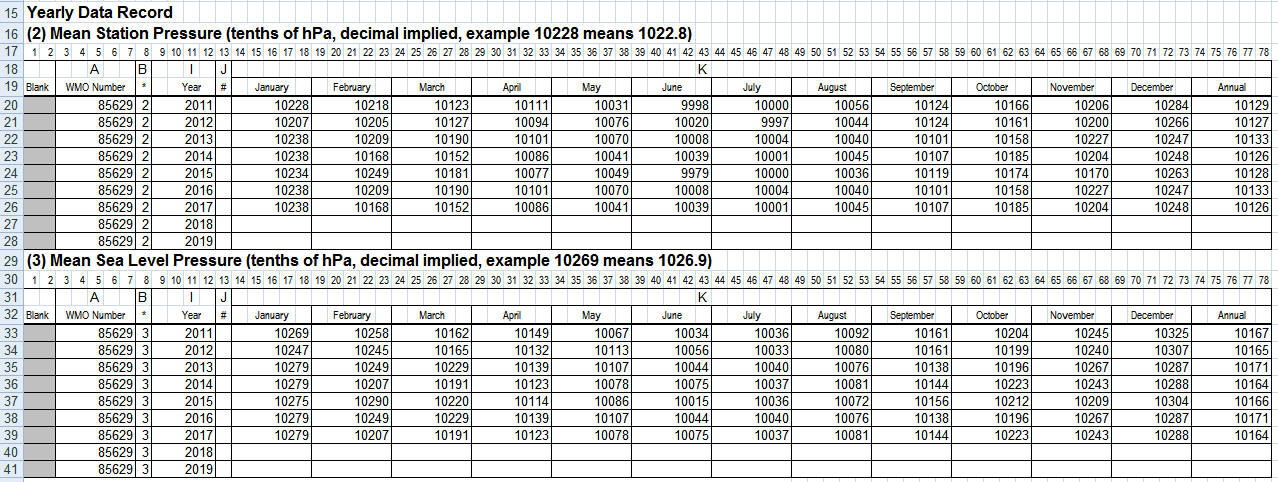 15 Yearly Data Record
16 (2) Mean Station Pressure (tenths of hPa, decimal implied, example 10228 means 1022.8)
17 1 2 3 4 5 6 7 8 9 10 11 12 13 14 15 16 17 18 19 20 21 22 23 24 25 26 27 28 29 30 31 32 33 34 35 36 37 38 39 40 41 42 43 44 45 46 47 48 49 50 51 52 53 54 55 56 57 58 59 60 61 62 63 64 65 66 67 68 69 70 71 72 73 74 75 76 77 78
18 A B I J K
19 Blank WMO Number * Year # January February March April May June July August September October November December Annual
20 85629 2 2011 10228 10218 10123 10111 10031 9998 10000 10056 10124 10166 10206 10284 10129
21 85629 2 2012 10207 10205 10127 10094 10076 10020 9997 10044 10124 10161 10200 10266 10127
22 85629 2 2013 10238 10209 10190 10101 10070 10008 10004 10040 10101 10158 10227 10247 10133
23 85629 2 2014 10238 10168 10152 10086 10041 10039 10001 10045 10107 10185 10204 10248 10126
24 85629 2 2015 10234 10249 10181 10077 10049 9979 10000 10036 10119 10174 10170 10263 10128
25 85629 2 2016 10238 10209 10190 10101 10070 10008 10004 10040 10101 10158 10227 10247 10133
26 85629 2 2017 10238 10168 10152 10086 10041 10039 10001 10045 10107 10185 10204 10248 10126
27 85629 2 2018
28 85629 2 2019
29 (3) Mean Sea Level Pressure (tenths of hPa, decimal implied, example 10269 means 1026.9)
30 1 2 3 4 5 6 7 8 9 10 11 12 13 14 15 16 17 18 19 20 21 22 23 24 25 26 27 28 29 30 31 32 33 34 35 36 37 38 39 40 41 42 43 44 45 46 47 48 49 50 51 52 53 54 55 56 57 58 59 60 61 62 63 64 65 66 67 68 69 70 71 72 73 74 75 76 77 78
31 A B I J K
32 Blank WMO Number * Year # January February March April May June July August September October November December Annual
33 85629 3 2011 10269 10258 10162 10149 10067 10034 10036 10092 10161 10204 10245 10325 10167
34 85629 3 2012 10247 10245 10165 10132 10113 10056 10033 10080 10161 10199 10240 10307 10165
35 85629 3 2013 10279 10249 10229 10139 10107 10044 10040 10076 10138 10196 10267 10287 10171
36 85629 3 2014 10279 10207 10191 10123 10078 10075 10037 10081 10144 10223 10243 10288 10164
37 85629 3 2015 10275 10290 10220 10114 10086 10015 10036 10072 10156 10212 10209 10304 10166
38 85629 3 2016 10279 10249 10229 10139 10107 10044 10040 10076 10138 10196 10267 10287 10171
39 85629 3 2017 10279 10207 10191 10123 10078 10075 10037 10081 10144 10223 10243 10288 10164
40 85629 3 2018
41 85629 3 2019